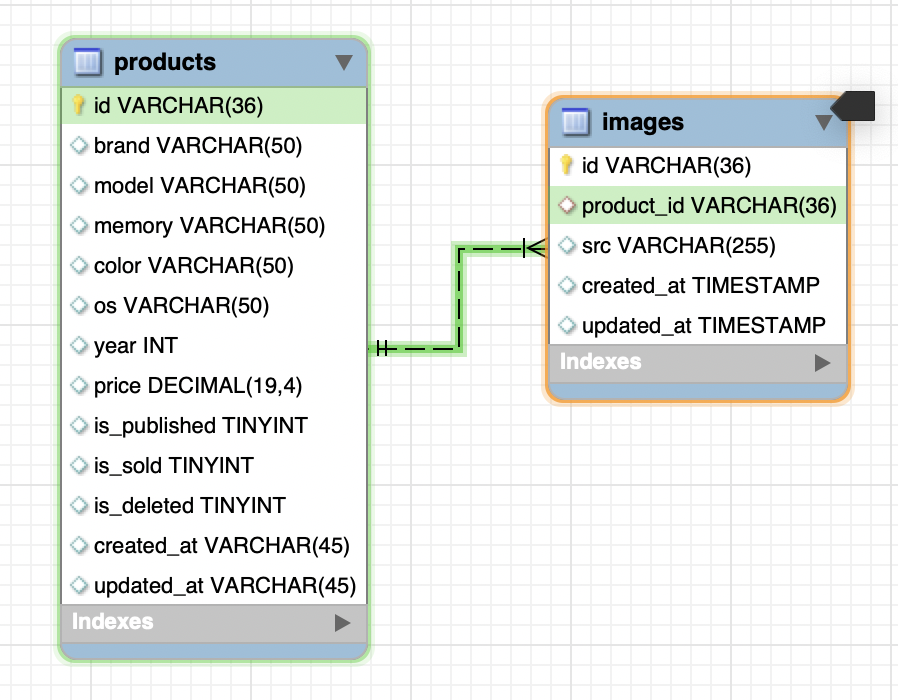 products
id VARCHAR(36)
brand VARCHAR(50)
model VARCHAR(50)
memory VARCHAR(50)
color VARCHAR(50)
os VARCHAR(50)
year INT
price DECIMAL(19,4)
is_published TINYINT
is_sold TINYINT
is_deleted TINYINT
created_at VARCHAR(45)
updated_at VARCHAR(45)
Indexes
images
id VARCHAR(36)
product_id VARCHAR(36)
src VARCHAR(255)
created_at TIMESTAMP
updated_at TIMESTAMP
Indexes